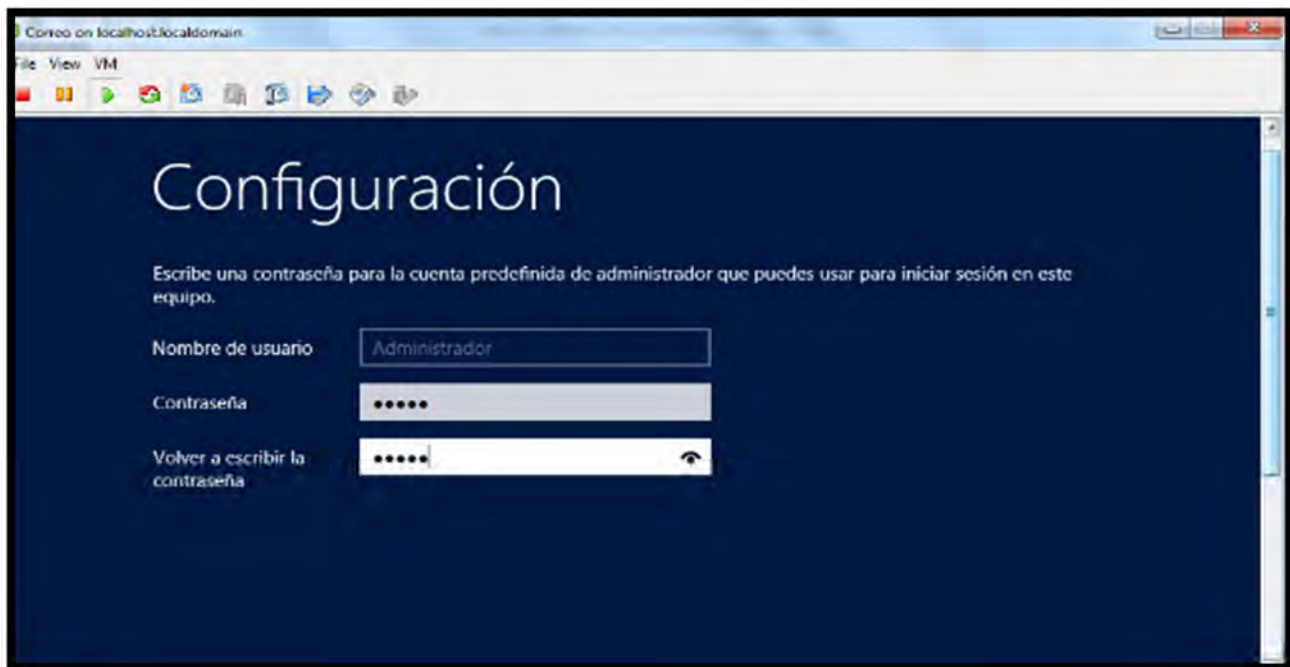 Correo on localhost.localdomain
File View VM
Configuración
Escribe una contraseña para la cuenta predefinida de administrador que puedes usar para iniciar sesión en este
equipo.
Nombre de usuario
Administrador
Contraseña
•••••
Volver a escribir la
contraseña
•••••